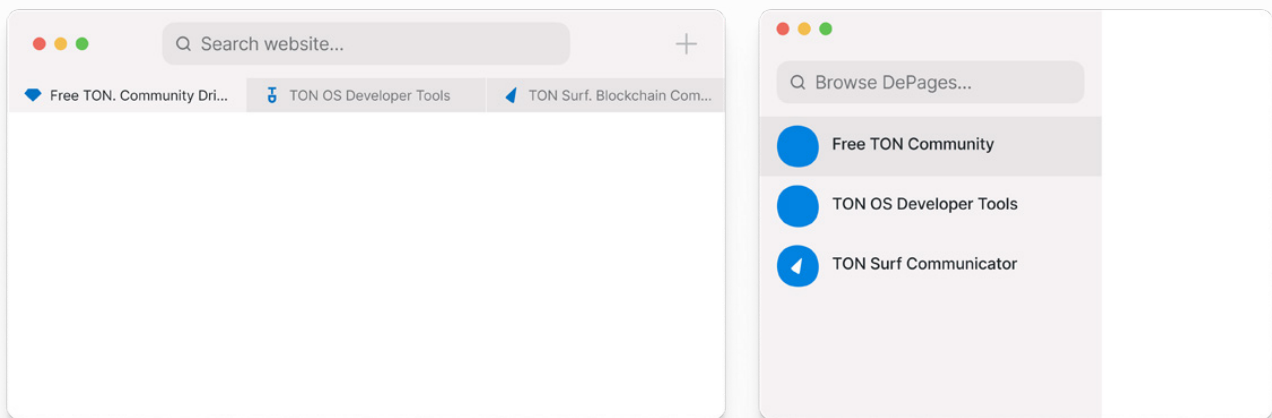 Search website...
Free TON. Community Dri...
TON OS Developer Tools
TON Surf. Blockchain Com...
Browse DePages...
Free TON Community
TON OS Developer Tools
TON Surf Communicator